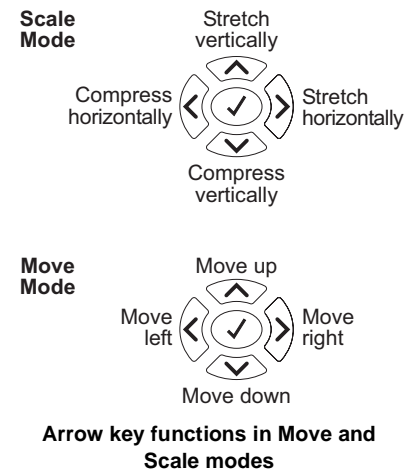 Scale
Mode
Stretch
vertically
Compress
horizontally
Stretch
horizontally
Compress
vertically
Move
Mode
Move up
Move
left
Move
right
Move down
Arrow key functions in Move and
Scale modes